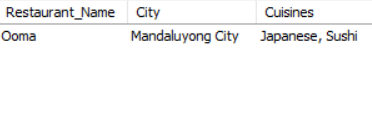 Restaurant_Name City Cuisines
Ooma Mandaluyong City Japanese, Sushi